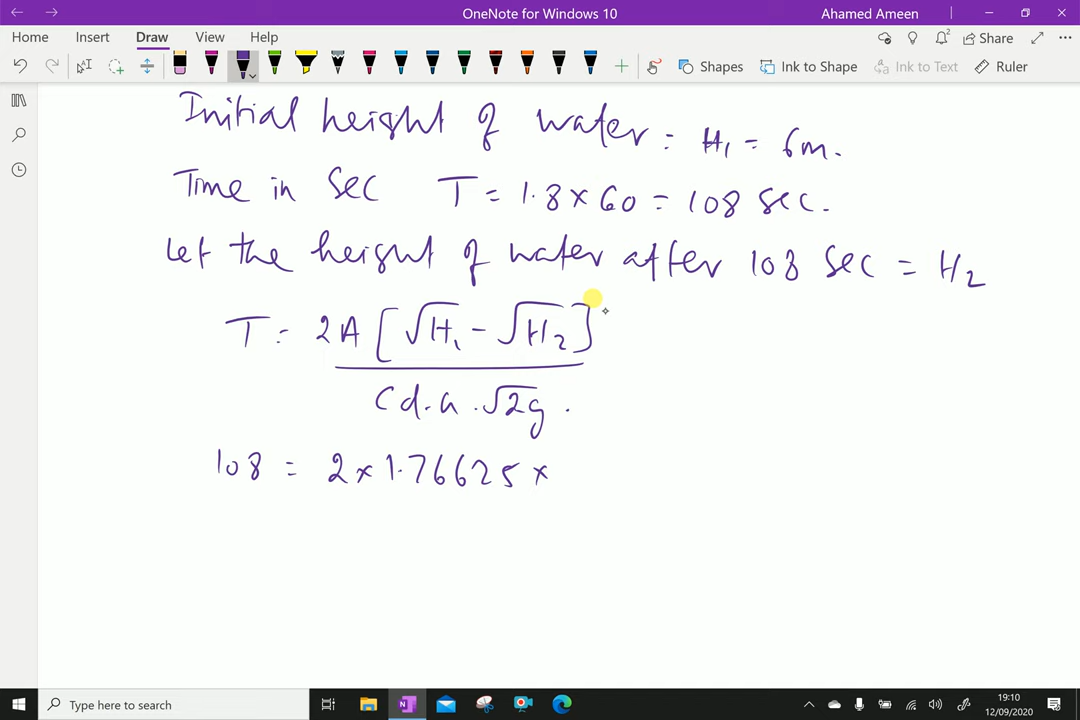 OneNote for Windows 10
Ahamed Ameen
Home Insert Draw View Help
Share
Shapes Ink to Shape Ink to Text Ruler
Initial height of water = H₁ = 6m.
Time in sec T = 1.8 × 60 = 108 sec.
Let the height of water after 108 sec = H₂
T = 2A [√H₁ - √H₂]
Cd.a.√2g.
108 = 2 × 1.76625 ×
Type here to search
19:10
12/09/2020